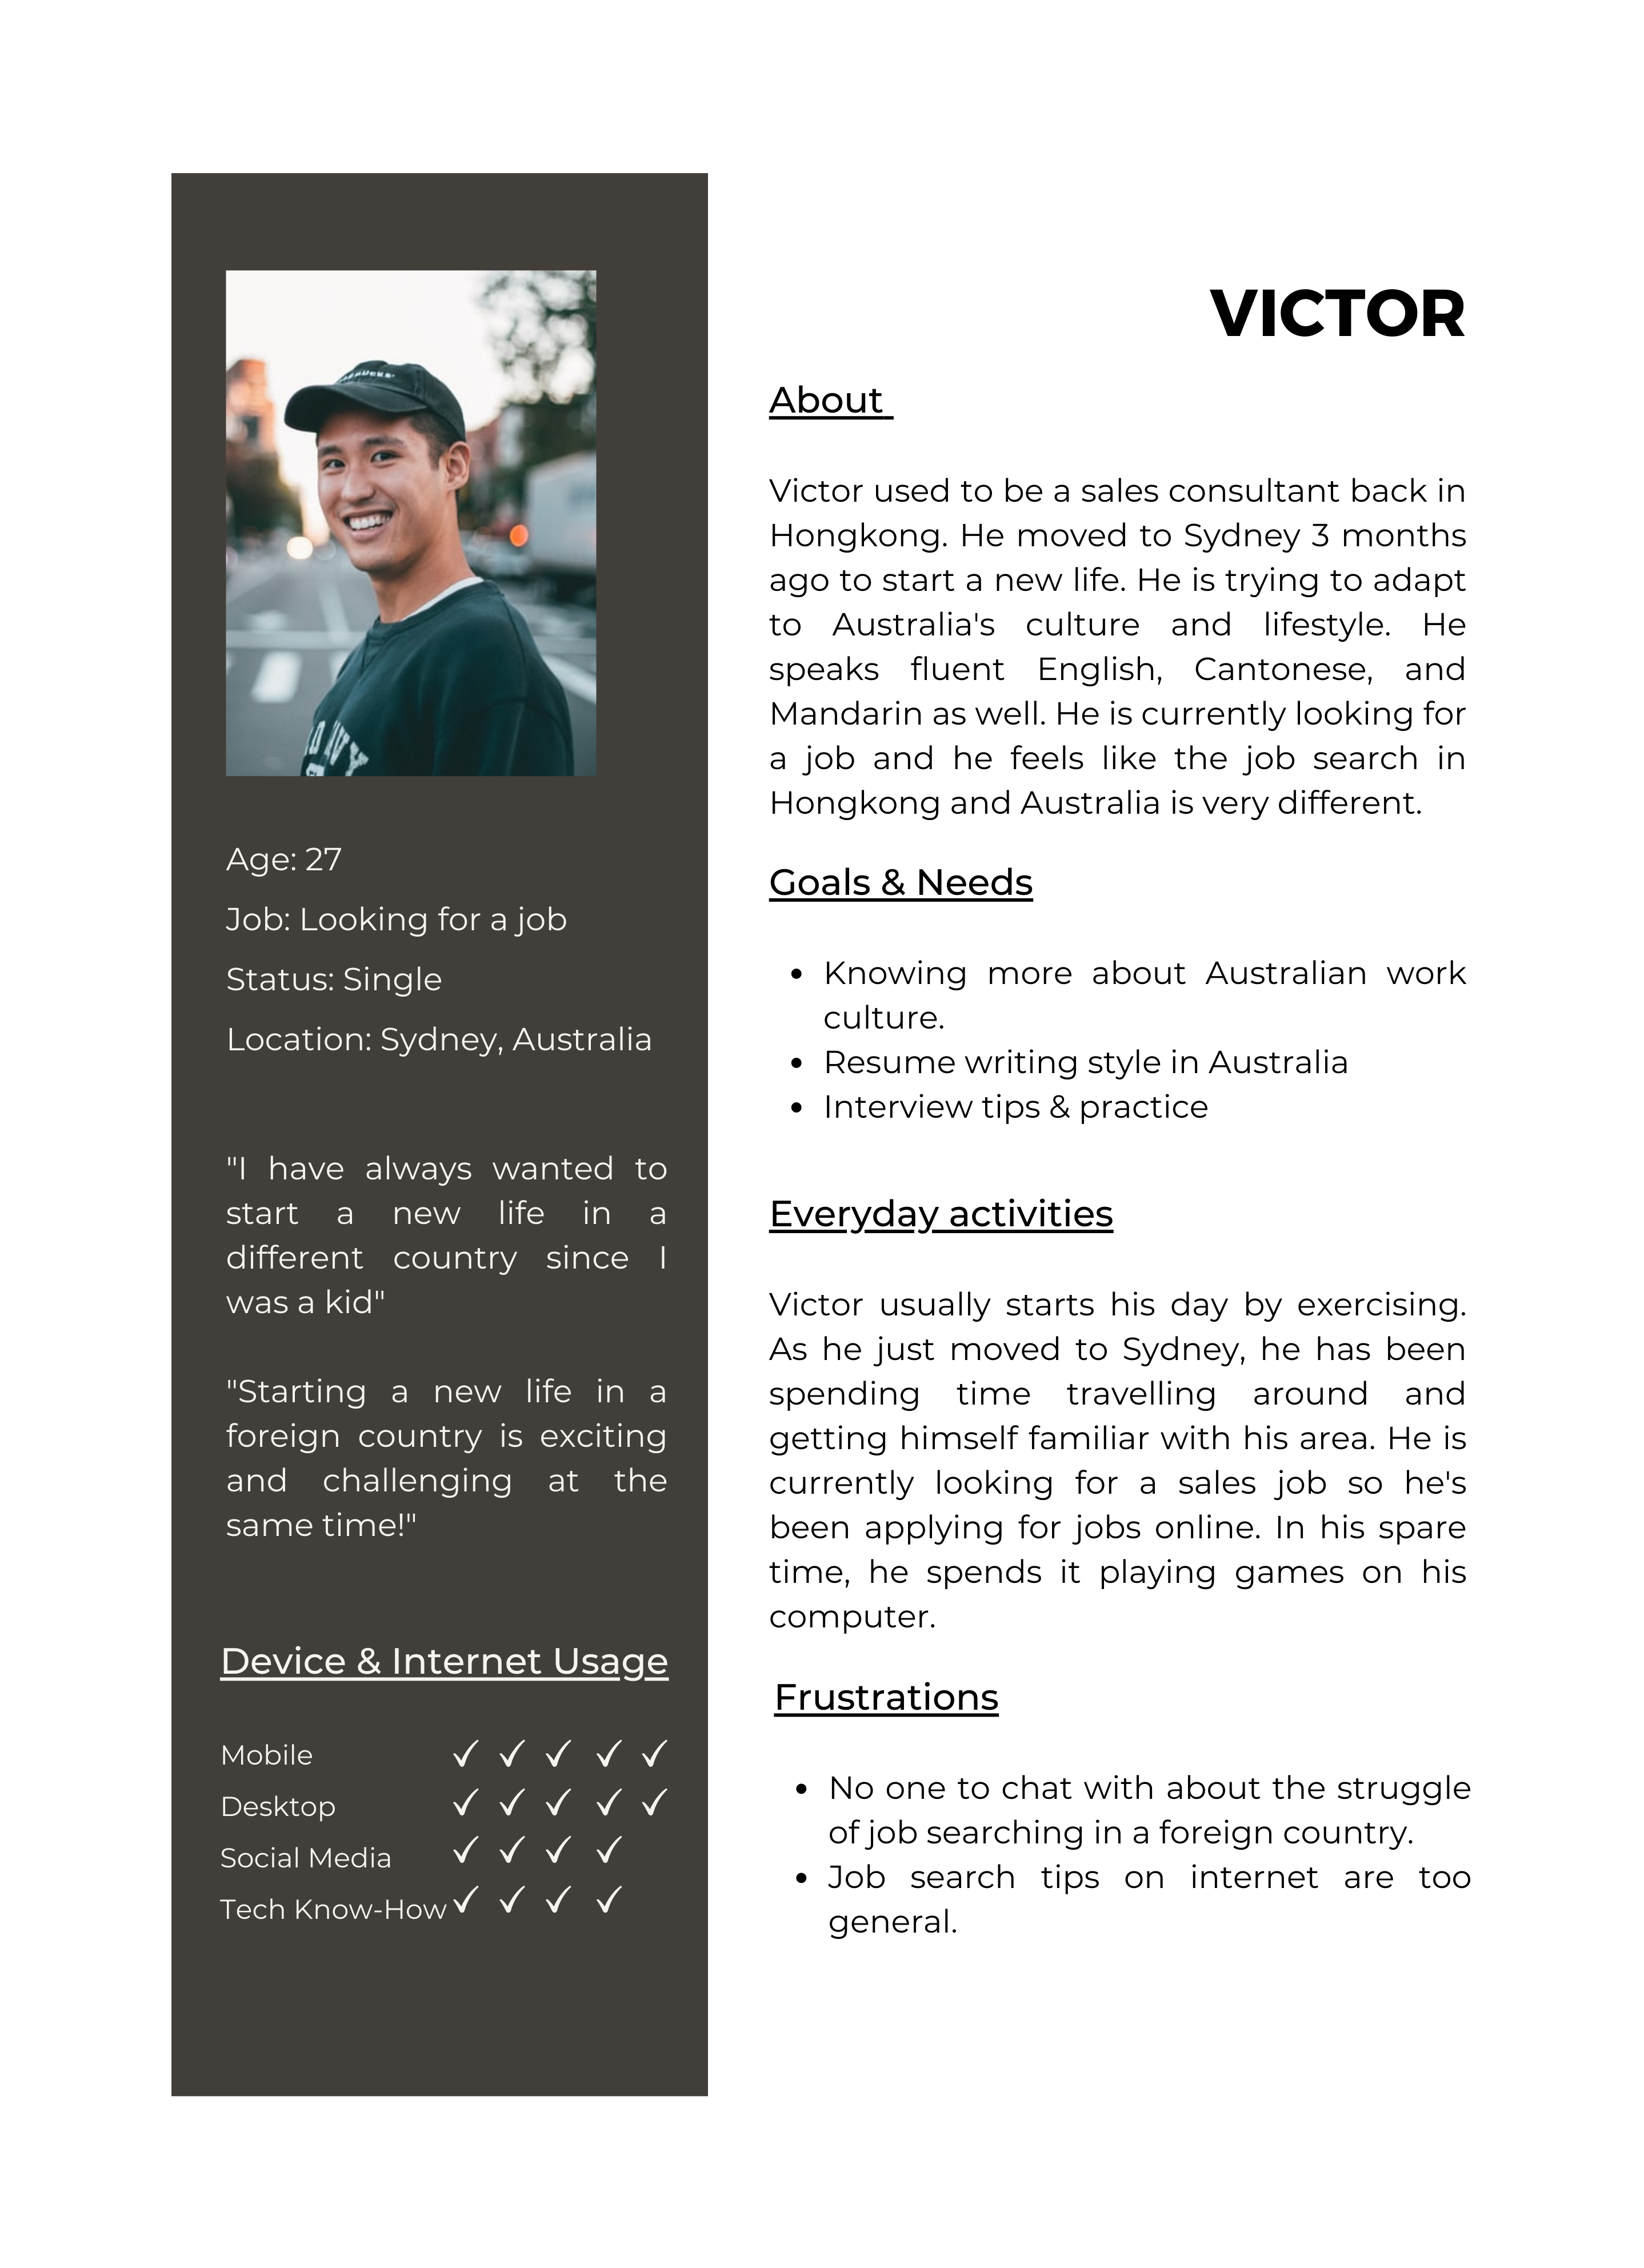 VICTOR
Age: 27
Job: Looking for a job
Status: Single
Location: Sydney, Australia
"I have always wanted to
start a new life in a
different country since I
was a kid"
"Starting a new life in a
foreign country is exciting
and challenging at the
same time!"
Device & Internet Usage
Mobile ✓ ✓ ✓ ✓ ✓
Desktop ✓ ✓ ✓ ✓ ✓
Social Media ✓ ✓ ✓ ✓
Tech Know-How ✓ ✓ ✓ ✓
About
Victor used to be a sales consultant back in
Hongkong. He moved to Sydney 3 months
ago to start a new life. He is trying to adapt
to Australia's culture and lifestyle. He
speaks fluent English, Cantonese, and
Mandarin as well. He is currently looking for
a job and he feels like the job search in
Hongkong and Australia is very different.
Goals & Needs
• Knowing more about Australian work
culture.
• Resume writing style in Australia
• Interview tips & practice
Everyday activities
Victor usually starts his day by exercising.
As he just moved to Sydney, he has been
spending time travelling around and
getting himself familiar with his area. He is
currently looking for a sales job so he's
been applying for jobs online. In his spare
time, he spends it playing games on his
computer.
Frustrations
• No one to chat with about the struggle
of job searching in a foreign country.
• Job search tips on internet are too
general.